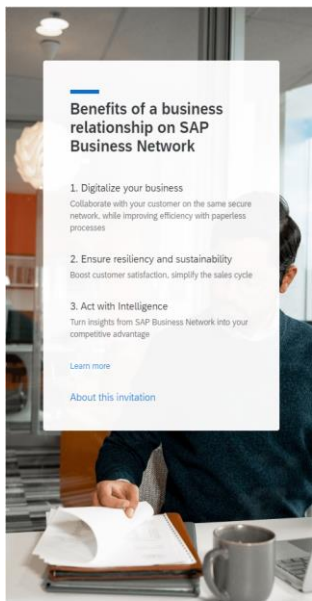 Benefits of a business
relationship on SAP
Business Network
1. Digitalize your business
Collaborate with your customer on the same secure
network, while improving efficiency with paperless
processes
2. Ensure resiliency and sustainability
Boost customer satisfaction, simplify the sales cycle
3. Act with Intelligence
Turn insights from SAP Business Network into your
competitive advantage
Learn more
About this invitation